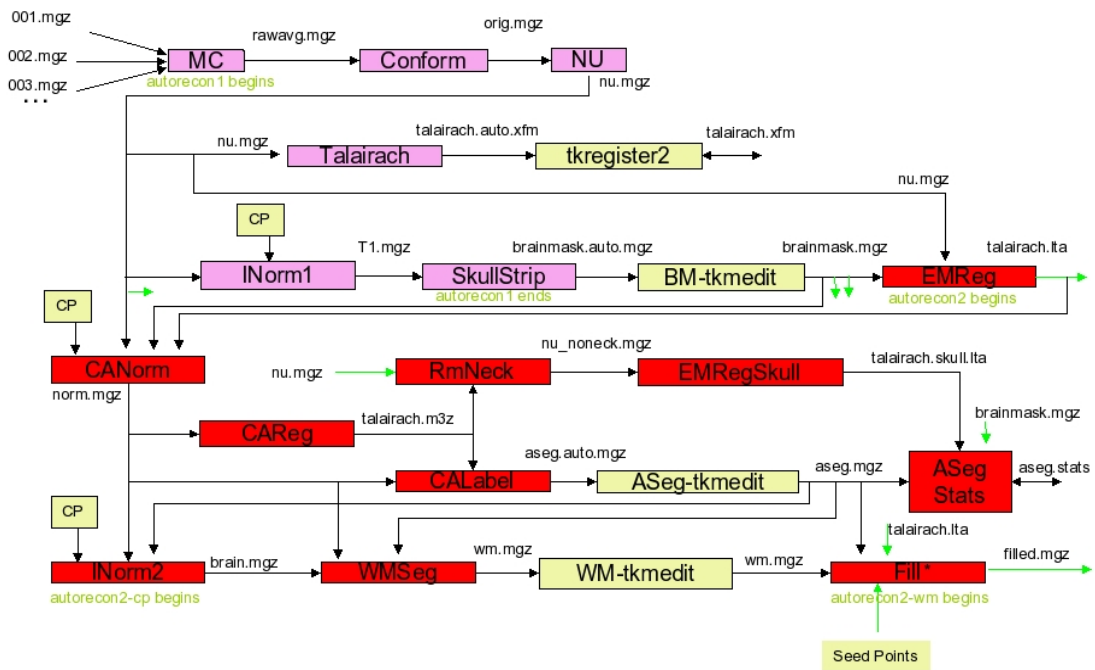 001.mgz
002.mgz
003.mgz
...
MC
autorecon1 begins
rawavg.mgz
Conform
orig.mgz
NU
nu.mgz
nu.mgz
Talairach
talairach.auto.xfm
tkregister2
talairach.xfm
nu.mgz
CP
INorm1
T1.mgz
SkullStrip
autorecon1 ends
brainmask.auto.mgz
BM-tkmedit
brainmask.mgz
EMReg
autorecon2 begins
talairach.lta
CP
CANorm
norm.mgz
nu.mgz
RmNeck
nu_noneck.mgz
EMRegSkull
talairach.skull.lta
CAReg
talairach.m3z
brainmask.mgz
CALabel
aseg.auto.mgz
ASeg-tkmedit
aseg.mgz
ASeg
Stats
aseg.stats
CP
INorm2
autorecon2-cp begins
brain.mgz
WMSeg
wm.mgz
WM-tkmedit
wm.mgz
talairach.lta
Fill*
autorecon2-wm begins
filled.mgz
Seed Points